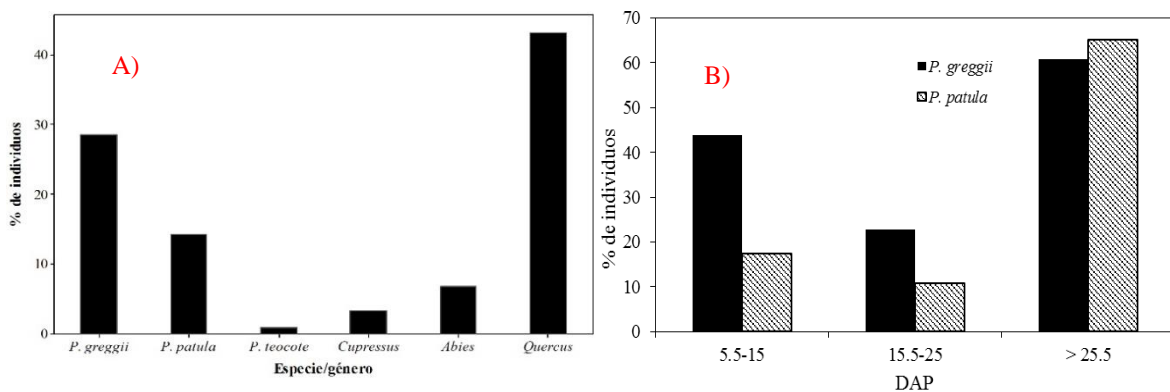 A)
% de individuos
40
30
20
10
0
P. greggii P. patula P. teocote Cupressus Abies Quercus
Especie/género
B)
% de individuos
70
60
50
40
30
20
10
0
P. greggii
P. patula
5.5-15 15.5-25 > 25.5
DAP